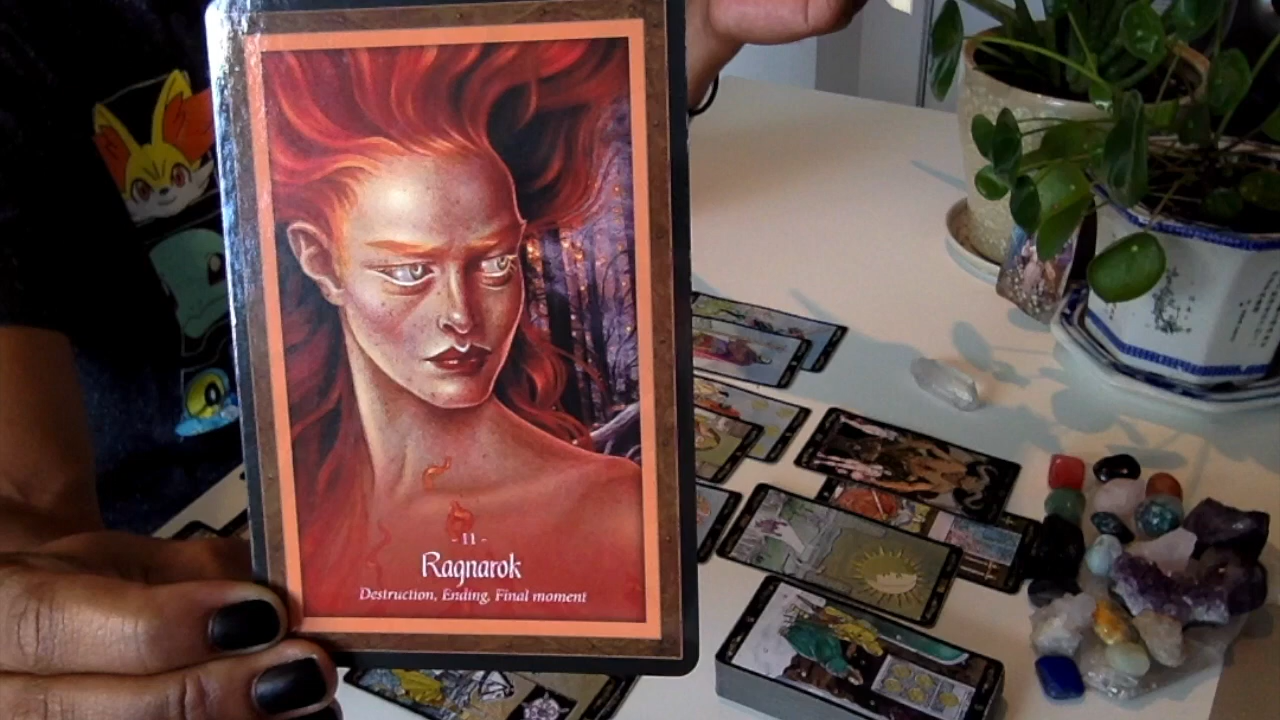 - 11 -
Ragnarok
Destruction, Ending, Final moment